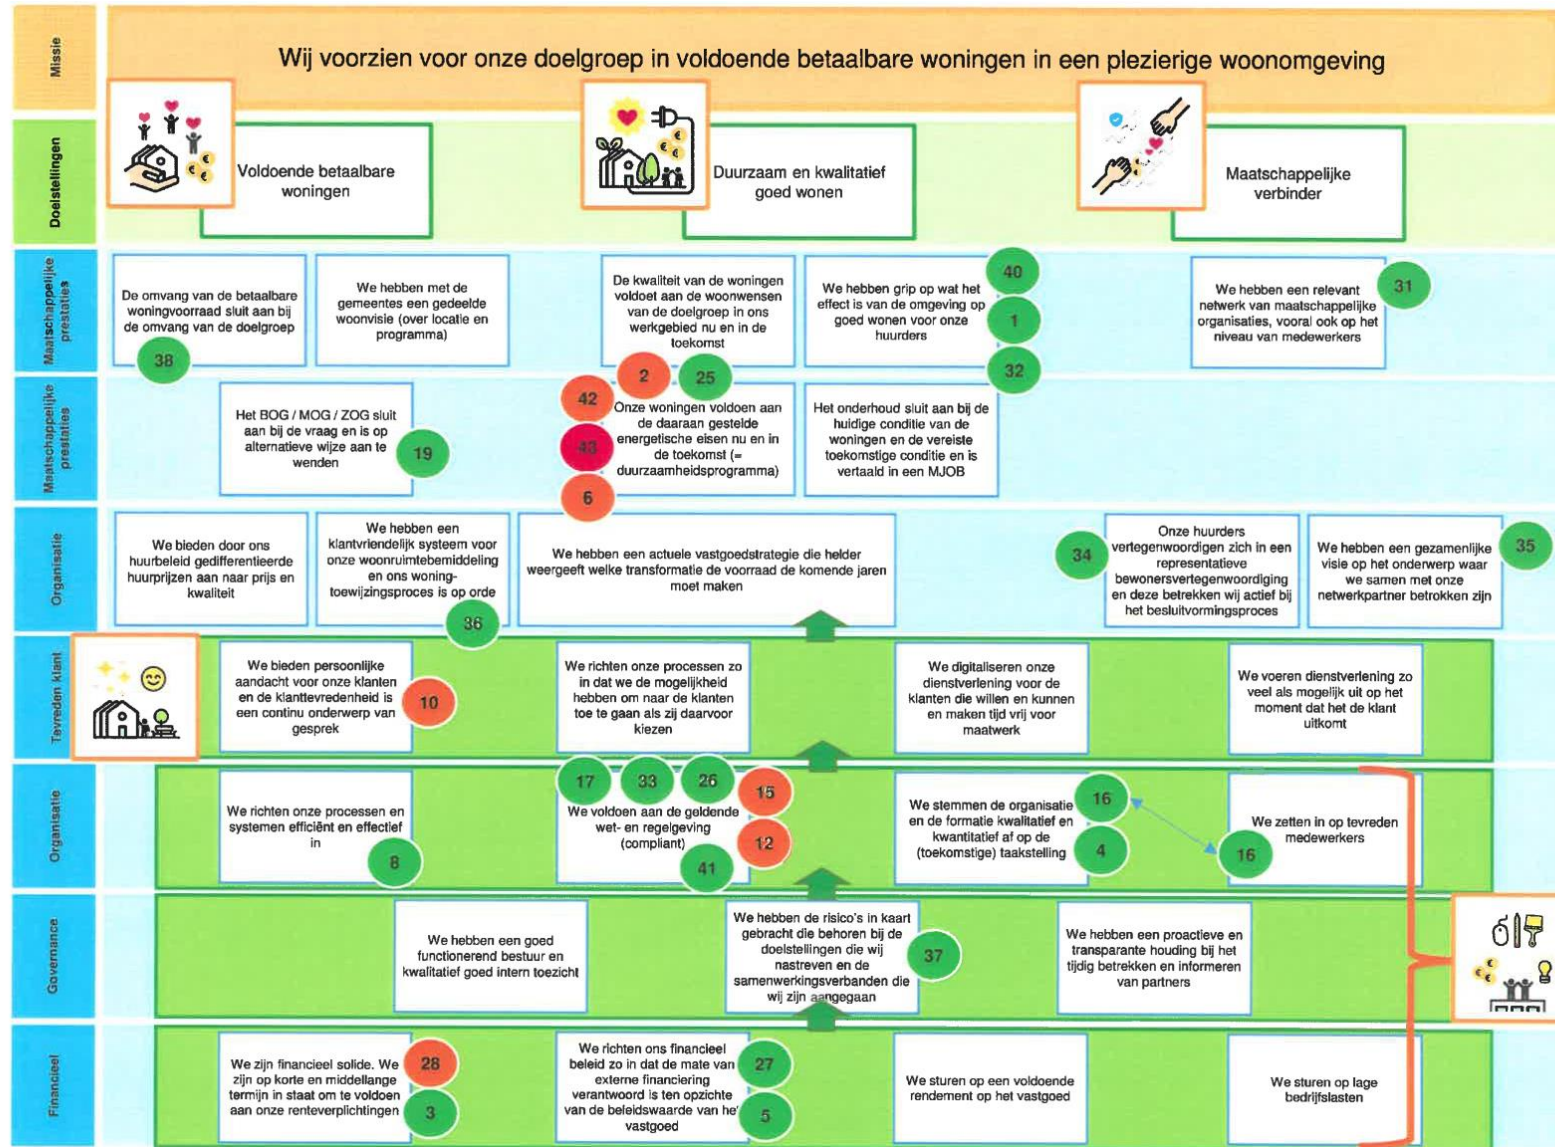 Missie
Wij voorzien voor onze doelgroep in voldoende betaalbare woningen in een plezierige woonomgeving
Doelstellingen
Voldoende betaalbare
woningen
Duurzaam en kwalitatief
goed wonen
Maatschappelijke
verbinder
Maatschappelijke
prestaties
De omvang van de betaalbare
woningvoorraad sluit aan bij
de omvang van de doelgroep
38
We hebben met de
gemeentes een gedeelde
woonvisie (over locatie en
programma)
De kwaliteit van de woningen
voldoet aan de woonwensen
van de doelgroep in ons
werkgebied nu en in de
toekomst
2
25
We hebben grip op wat het
effect is van de omgeving op
goed wonen voor onze
huurders
40
1
32
We hebben een relevant
netwerk van maatschappelijke
organisaties, vooral ook op het
niveau van medewerkers
31
Maatschappelijke
prestaties
Het BOG / MOG / ZOG sluit
aan bij de vraag en is op
alternatieve wijze aan te
wenden
19
42
43
6
Onze woningen voldoen aan
de daaraan gestelde
energetische eisen nu en in
de toekomst (=
duurzaamheidsprogramma)
Het onderhoud sluit aan bij de
huidige conditie van de
woningen en de vereiste
toekomstige conditie en is
vertaald in een MJOB
Organisatie
We bieden door ons
huurbeleid gedifferentieerde
huurprijzen aan naar prijs en
kwaliteit
We hebben een
klantvriendelijk systeem voor
onze woonruimtebemiddeling
en ons woning-
toewijzingsproces is op orde
36
We hebben een actuele vastgoedstrategie die helder
weergeeft welke transformatie de voorraad de komende jaren
moet maken
34
Onze huurders
vertegenwoordigen zich in een
representatieve
bewonersvertegenwoordiging
en deze betrekken wij actief bij
het besluitvormingsproces
We hebben een gezamenlijke
visie op het onderwerp waar
we samen met onze
netwerkpartner betrokken zijn
35
Tevreden klant
We bieden persoonlijke
aandacht voor onze klanten
en de klanttevredenheid is
een continu onderwerp van
gesprek
10
We richten onze processen zo
in dat we de mogelijkheid
hebben om naar de klanten
toe te gaan als zij daarvoor
kiezen
We digitaliseren onze
dienstverlening voor de
klanten die willen en kunnen
en maken tijd vrij voor
maatwerk
We voeren dienstverlening zo
veel als mogelijk uit op het
moment dat het de klant
uitkomt
Organisatie
We richten onze processen en
systemen efficiënt en effectief
in
8
17
33
26
15
12
We voldoen aan de geldende
wet- en regelgeving
(compliant)
41
We stemmen de organisatie
en de formatie kwalitatief en
kwantitatief af op de
(toekomstige) taakstelling
16
4
16
We zetten in op tevreden
medewerkers
Governance
We hebben een goed
functionerend bestuur en
kwalitatief goed intern toezicht
We hebben de risico's in kaart
gebracht die behoren bij de
doelstellingen die wij
nastreven en de
samenwerkingsverbanden die
wij zijn aangegaan
37
We hebben een proactieve en
transparante houding bij het
tijdig betrekken en informeren
van partners
Financieel
We zijn financieel solide. We
zijn op korte en middellange
termijn in staat om te voldoen
aan onze renteverplichtingen
28
3
We richten ons financieel
beleid zo in dat de mate van
externe financiering
verantwoord is ten opzichte
van de beleidswaarde van het
vastgoed
27
5
We sturen op een voldoende
rendement op het vastgoed
We sturen op lage
bedrijfslasten